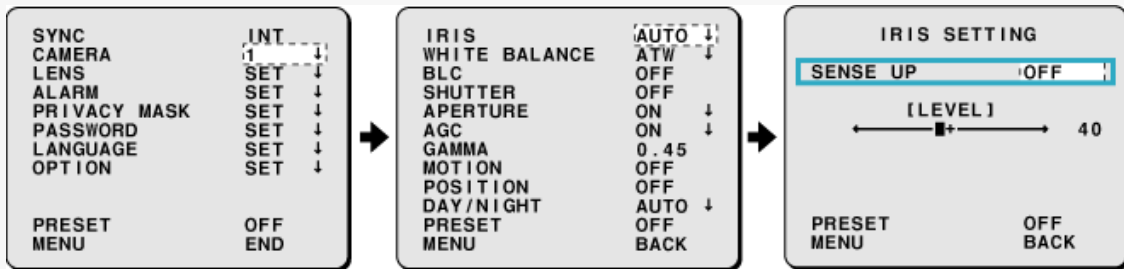 SYNC INT
CAMERA 1 ↓
LENS SET ↓
ALARM SET ↓
PRIVACY MASK SET ↓
PASSWORD SET ↓
LANGUAGE SET ↓
OPTION SET ↓
PRESET OFF
MENU END
IRIS AUTO ↓
WHITE BALANCE ATW ↓
BLC OFF
SHUTTER OFF
APERTURE ON ↓
AGC ON ↓
GAMMA 0.45
MOTION OFF
POSITION OFF
DAY/NIGHT AUTO ↓
PRESET OFF
MENU BACK
IRIS SETTING
SENSE UP OFF
[LEVEL]
+ 40
PRESET OFF
MENU BACK